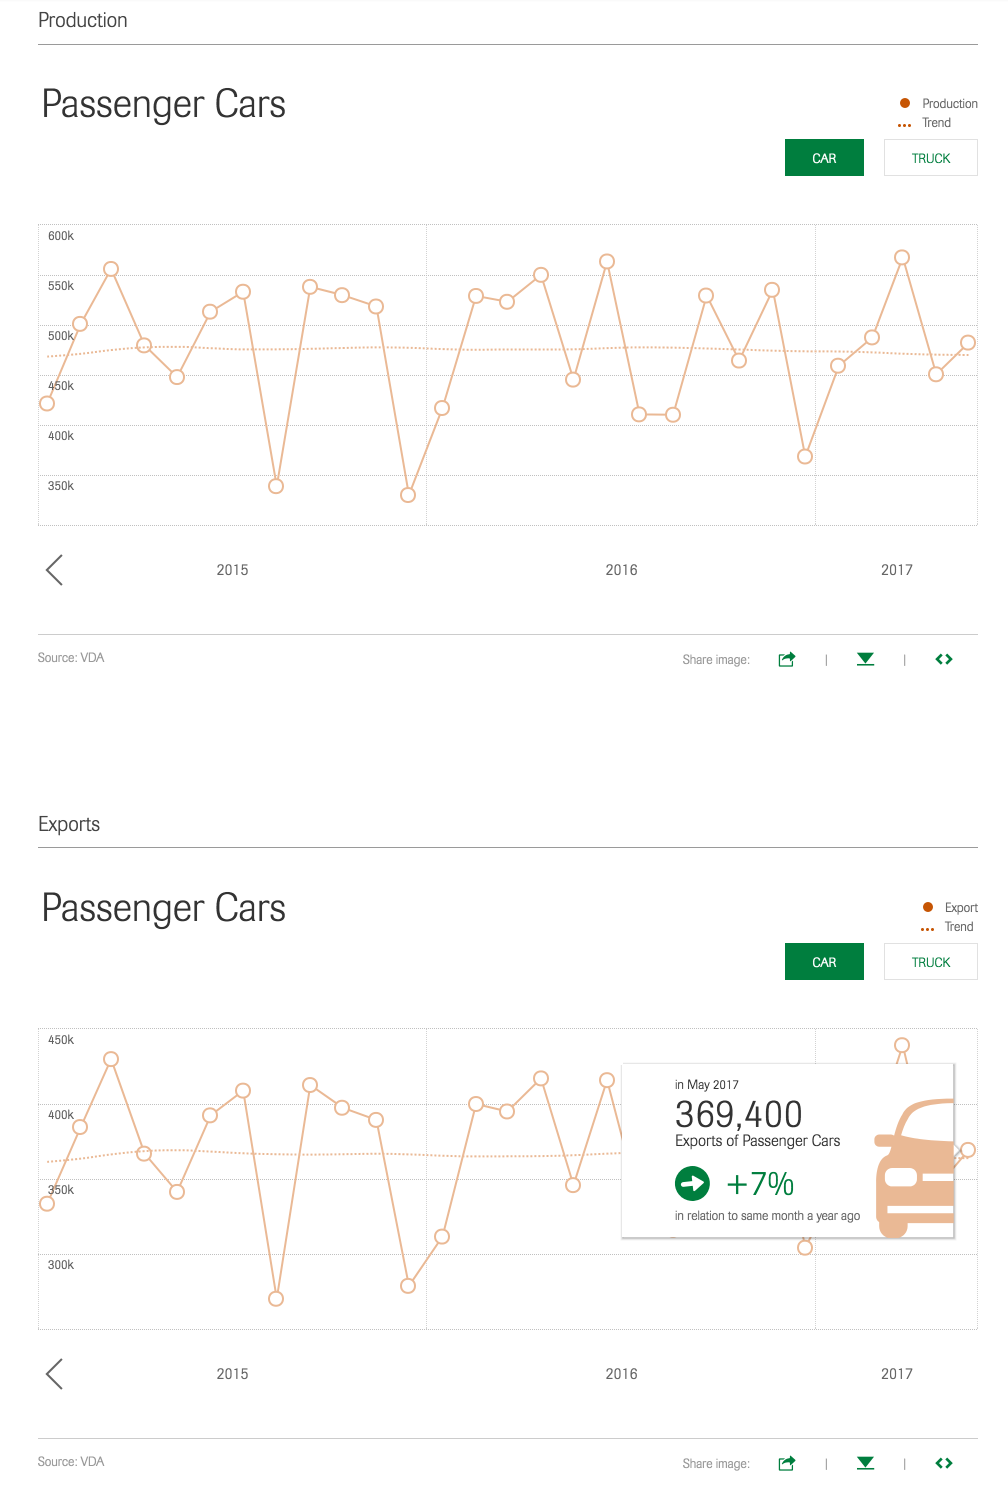 Production
Passenger Cars
Production
Trend
CAR
TRUCK
600k
550k
500k
450k
400k
350k
2015
2016
2017
Source: VDA
Share image:
Exports
Passenger Cars
Export
Trend
CAR
TRUCK
450k
400k
350k
300k
in May 2017
369,400
Exports of Passenger Cars
+7%
in relation to same month a year ago
2015
2016
2017
Source: VDA
Share image: